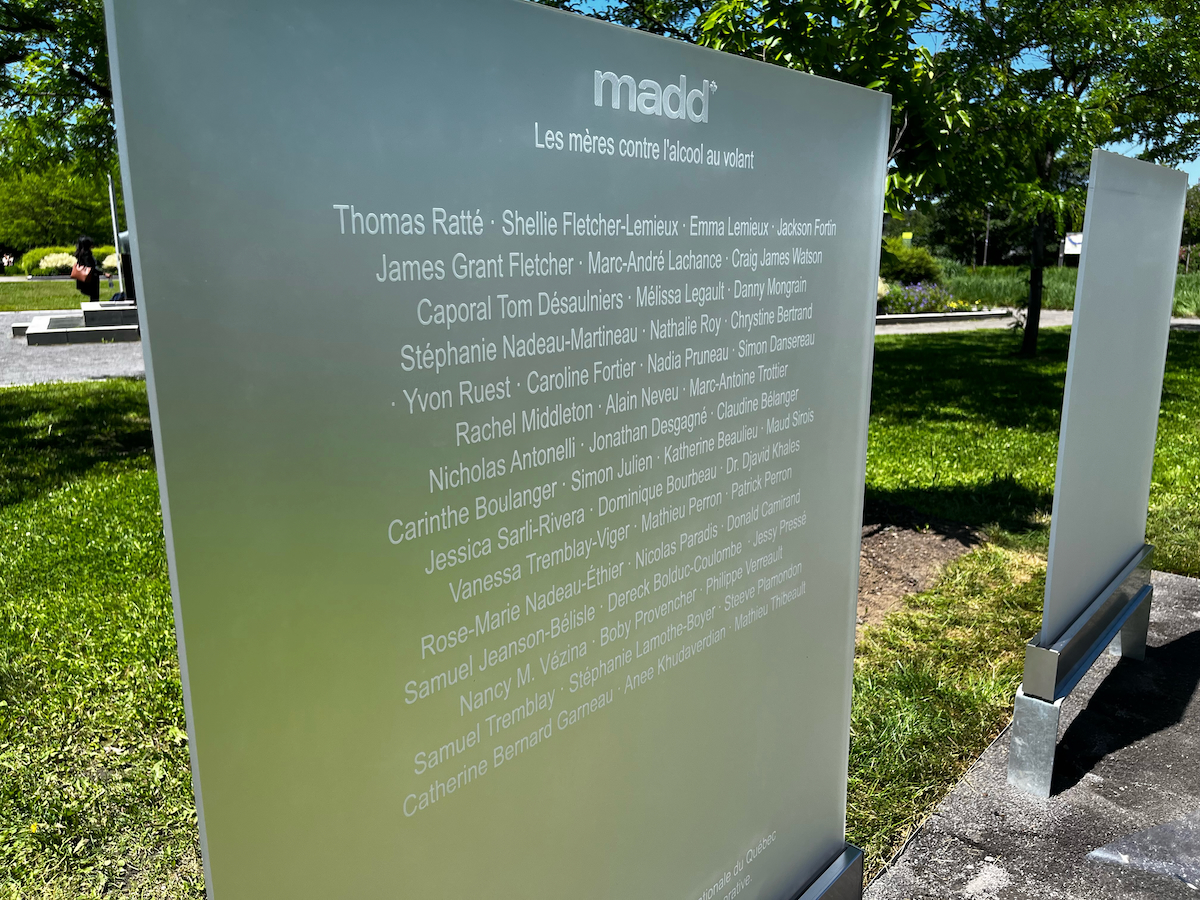 madd
Les mères contre l'alcool au volant
Thomas Ratté · Shellie Fletcher-Lemieux · Emma Lemieux · Jackson Fortin
James Grant Fletcher · Marc-André Lachance · Craig James Watson
Caporal Tom Désaulniers · Mélissa Legault · Danny Mongrain
Stéphanie Nadeau-Martineau · Nathalie Roy · Chrystine Bertrand
· Yvon Ruest · Caroline Fortier · Nadia Pruneau · Simon Dansereau
Rachel Middleton · Alain Neveu · Marc-Antoine Trottier
Nicholas Antonelli · Jonathan Desgagné · Claudine Bélanger
Carinthe Boulanger · Simon Julien · Katherine Beaulieu · Maud Sirois
Jessica Sarli-Rivera · Dominique Bourbeau · Dr. Djavid Khales
Vanessa Tremblay-Viger · Mathieu Perron · Patrick Perron
Rose-Marie Nadeau-Éthier · Nicolas Paradis · Donald Camirand
Samuel Jeanson-Bélisle · Dereck Bolduc-Coulombe · Jessy Pressé
Nancy M. Vézina · Boby Provencher · Philippe Verreault
Samuel Tremblay · Stéphanie Lamothe-Boyer · Steeve Plamondon
Catherine Bernard Garneau · Anee Khudaverdian · Mathieu Thibeault
du Québec